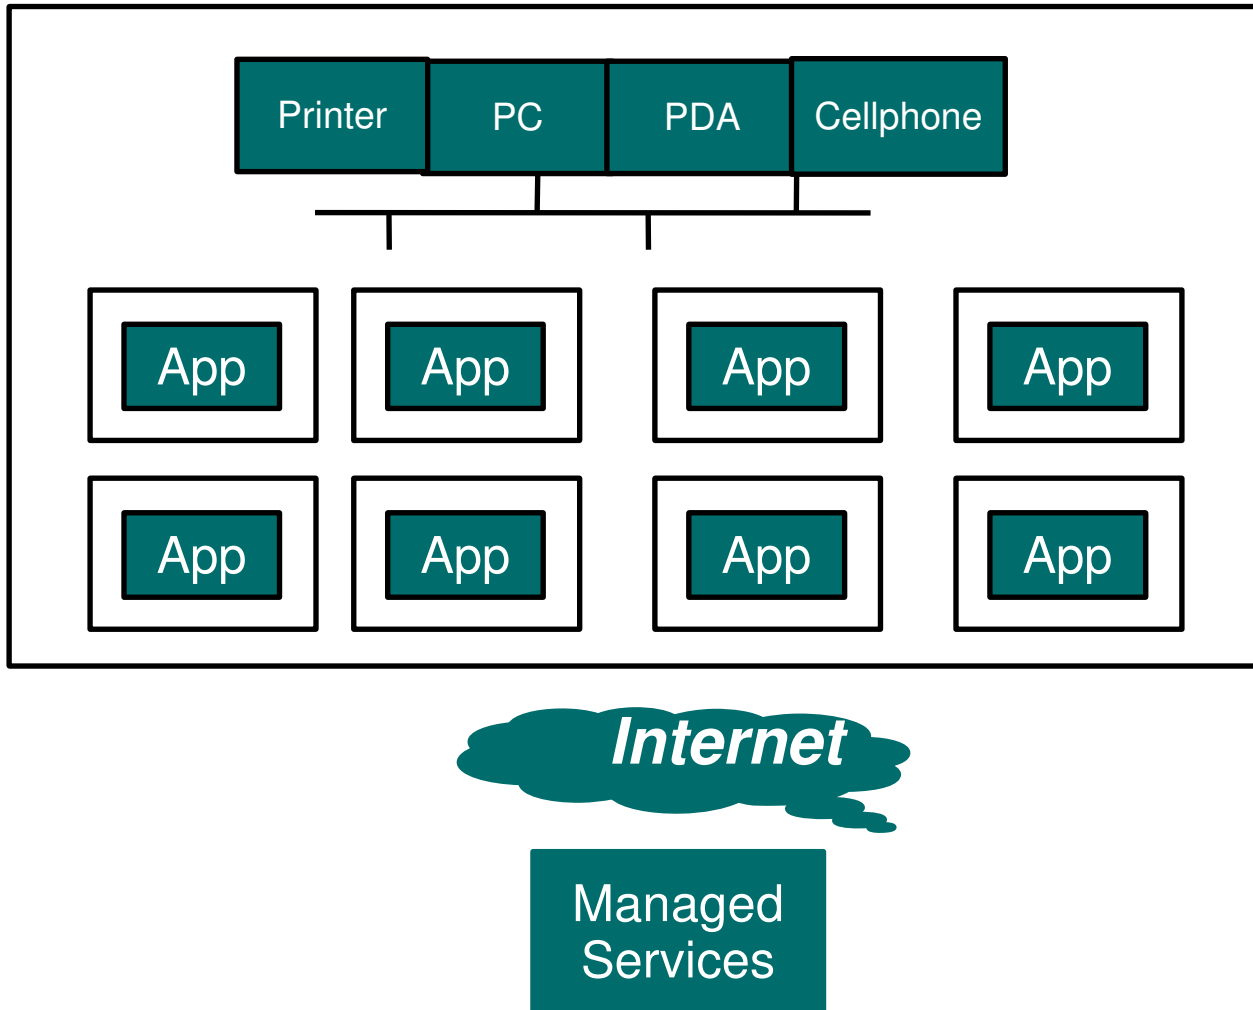 Printer PC PDA Cellphone
App App App App
App App App App
Internet
Managed
Services